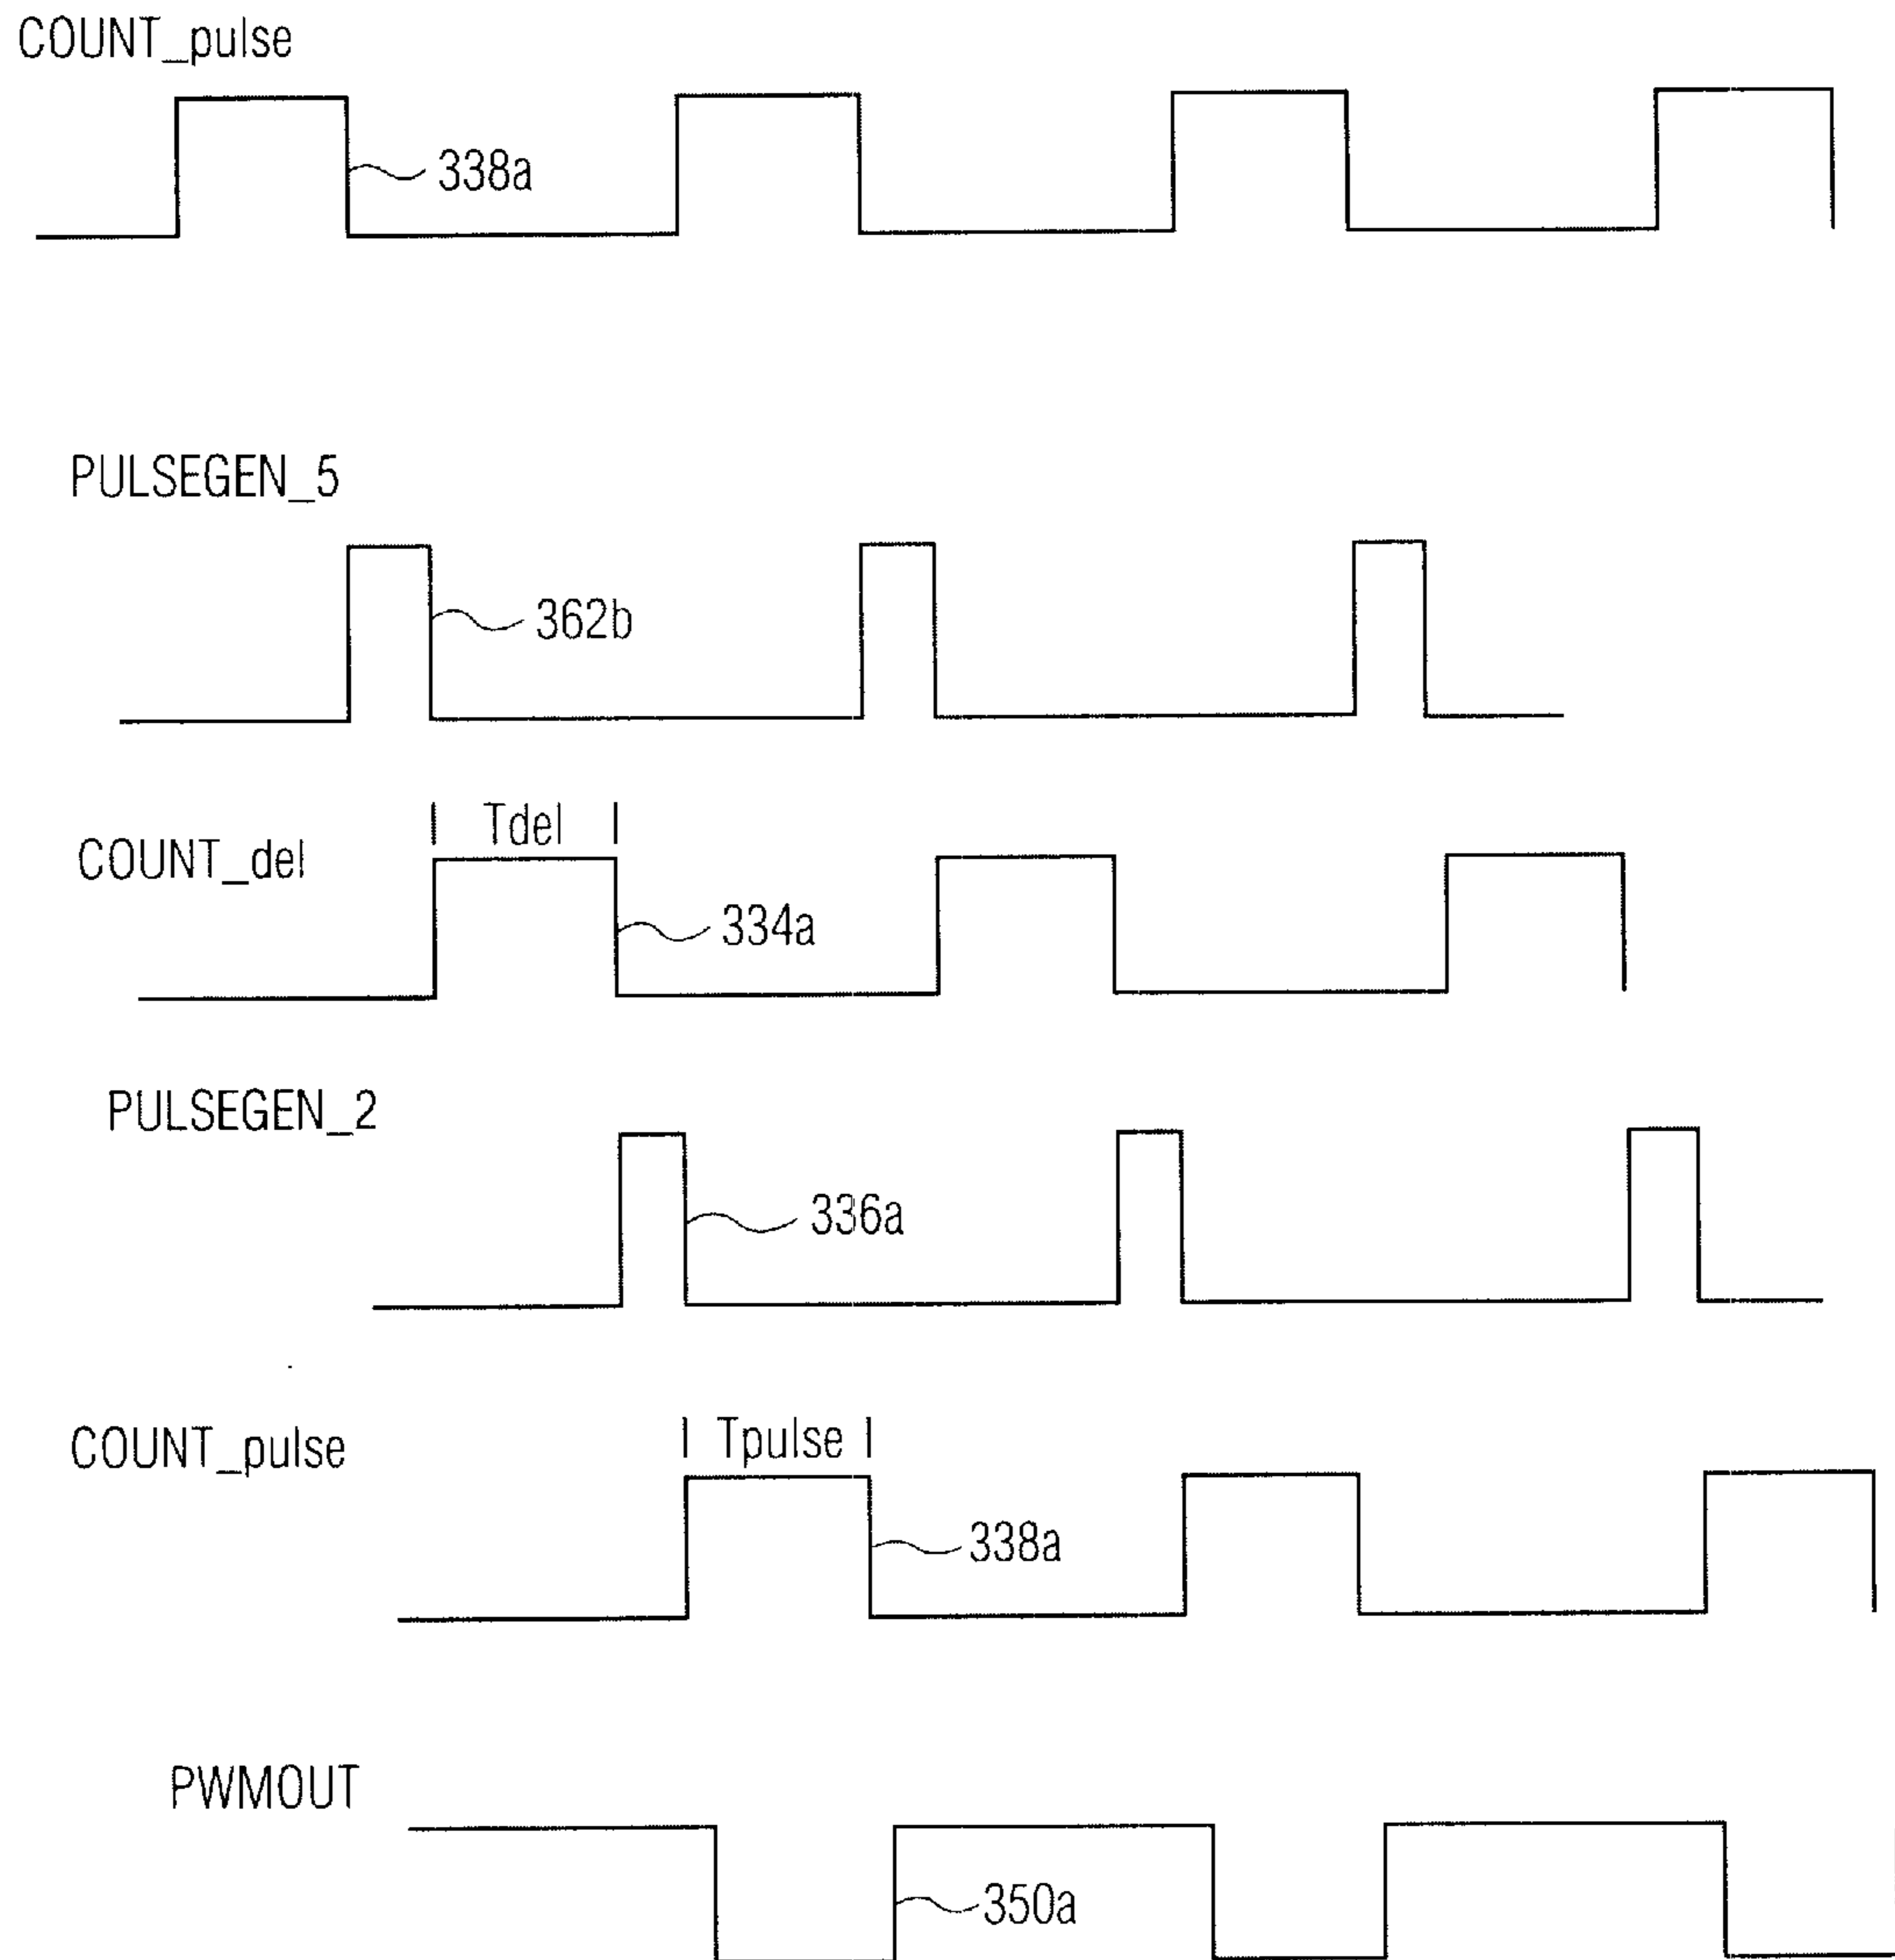 COUNT_pulse
338a
PULSEGEN_5
362b
Tdel
COUNT_del
334a
PULSEGEN_2
336a
Tpulse
COUNT_pulse
338a
PWMOUT
350a